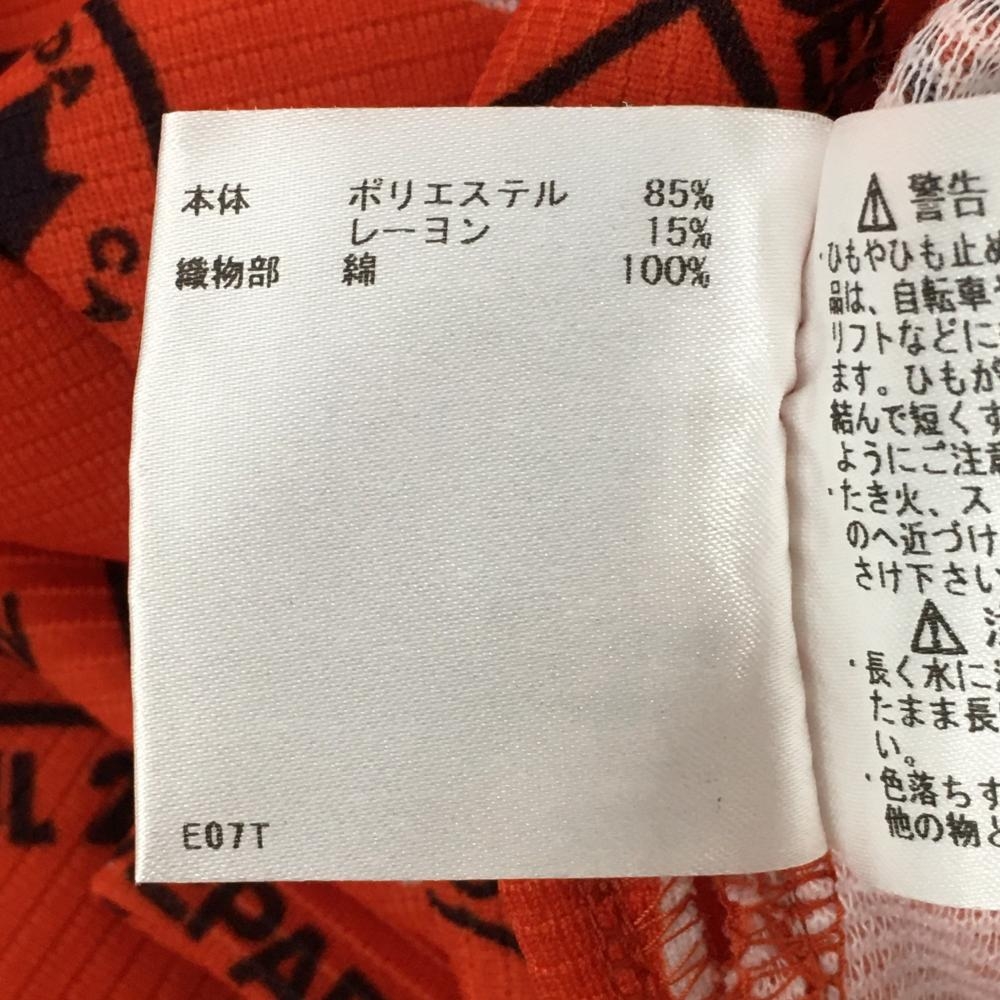 本体 ポリエステル 85%
レーヨン 15%
織物部 綿 100%
E07T
警告
・ひもやひも止め
品は、自転車
リフトなどに
ます。ひもが
結んで短くす
ようにご注意
・たき火、ス
のへ近づけ
さけ下さい
・長く水に
たまま長
い。
・色落ちす
他の物と
DA
CA
EPAR